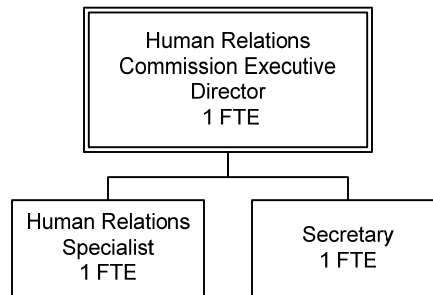 Human Relations
Commission Executive
Director
1 FTE
Human Relations
Specialist
1 FTE
Secretary
1 FTE